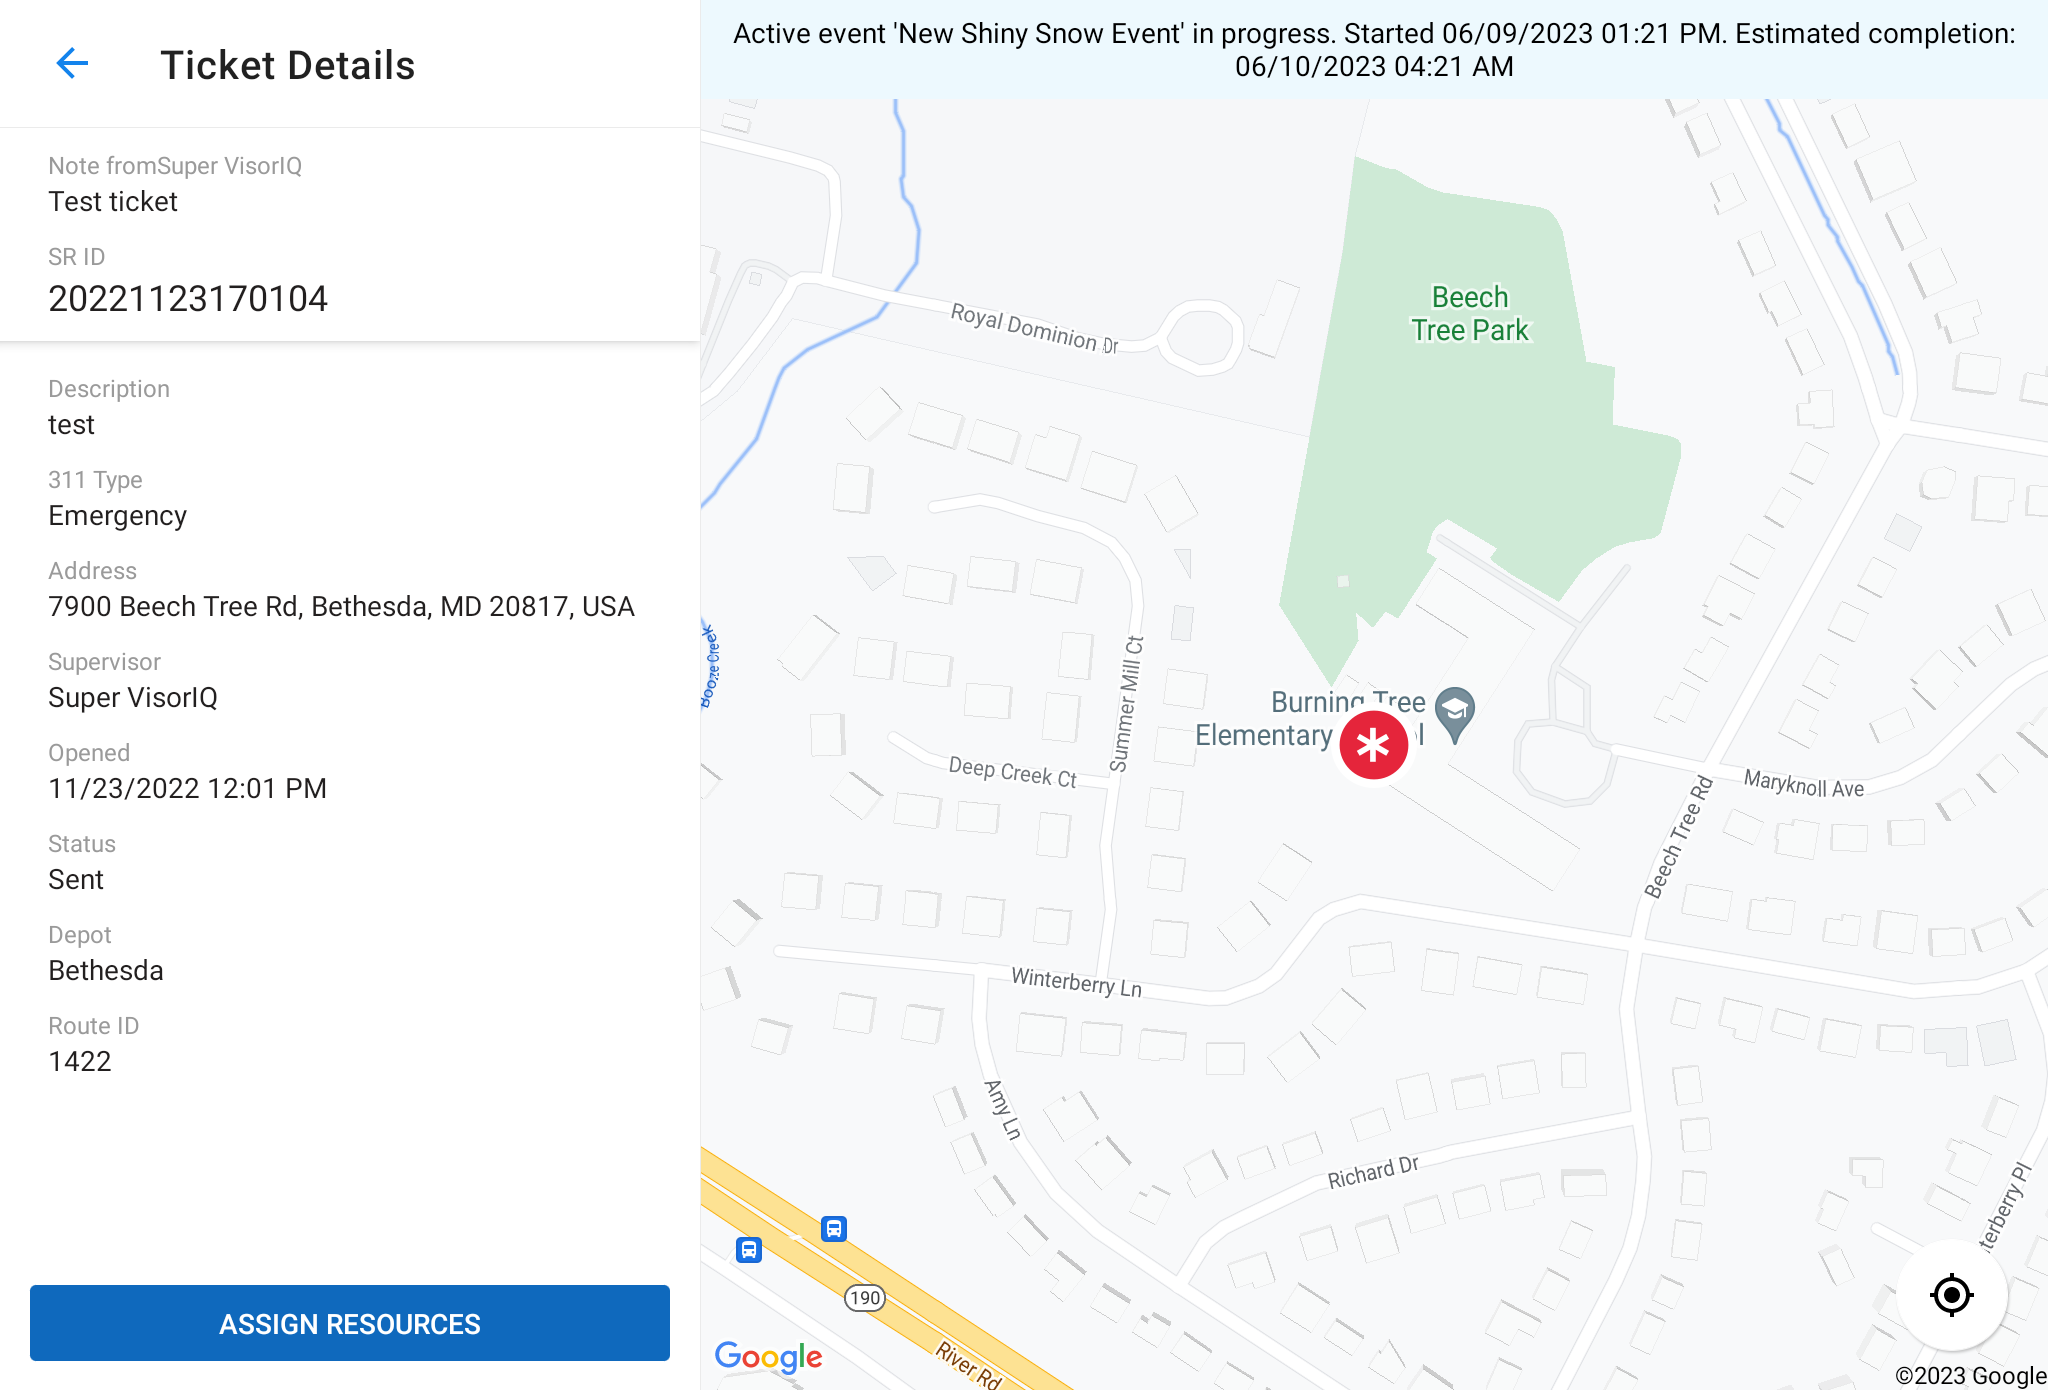 Ticket Details
Note fromSuper VisorIQ
Test ticket
SR ID
20221123170104
Description
test
311 Type
Emergency
Address
7900 Beech Tree Rd, Bethesda, MD 20817, USA
Supervisor
Super VisorIQ
Opened
11/23/2022 12:01 PM
Status
Sent
Depot
Bethesda
Route ID
1422
ASSIGN RESOURCES
Active event 'New Shiny Snow Event' in progress. Started 06/09/2023 01:21 PM. Estimated completion:
06/10/2023 04:21 AM
Beech
Tree Park
Royal Dominion Dr
Booze Creek
Summer Mill Ct
Burning Tree
Elementary
Deep Creek Ct
Maryknoll Ave
Beech Tree Rd
Winterberry Ln
Amy Ln
Richard Dr
terberry Pl
190
River Rd
Google
©2023 Google